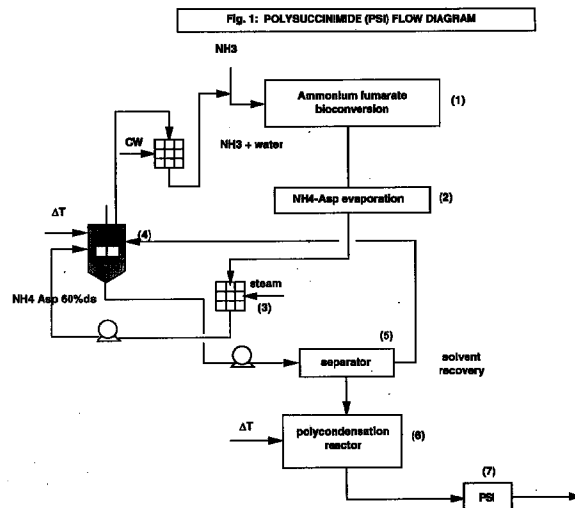 Fig. 1: POLYSUCCINIMIDE (PSI) FLOW DIAGRAM
NH3
Ammonium fumarate
bioconversion
(1)
CW
NH3 + water
NH4-Asp evaporation
(2)
ΔT
(4)
steam
(3)
NH4 Asp 60%ds
(5)
separator
solvent
recovery
ΔT
polycondensation
reactor
(6)
(7)
PSI